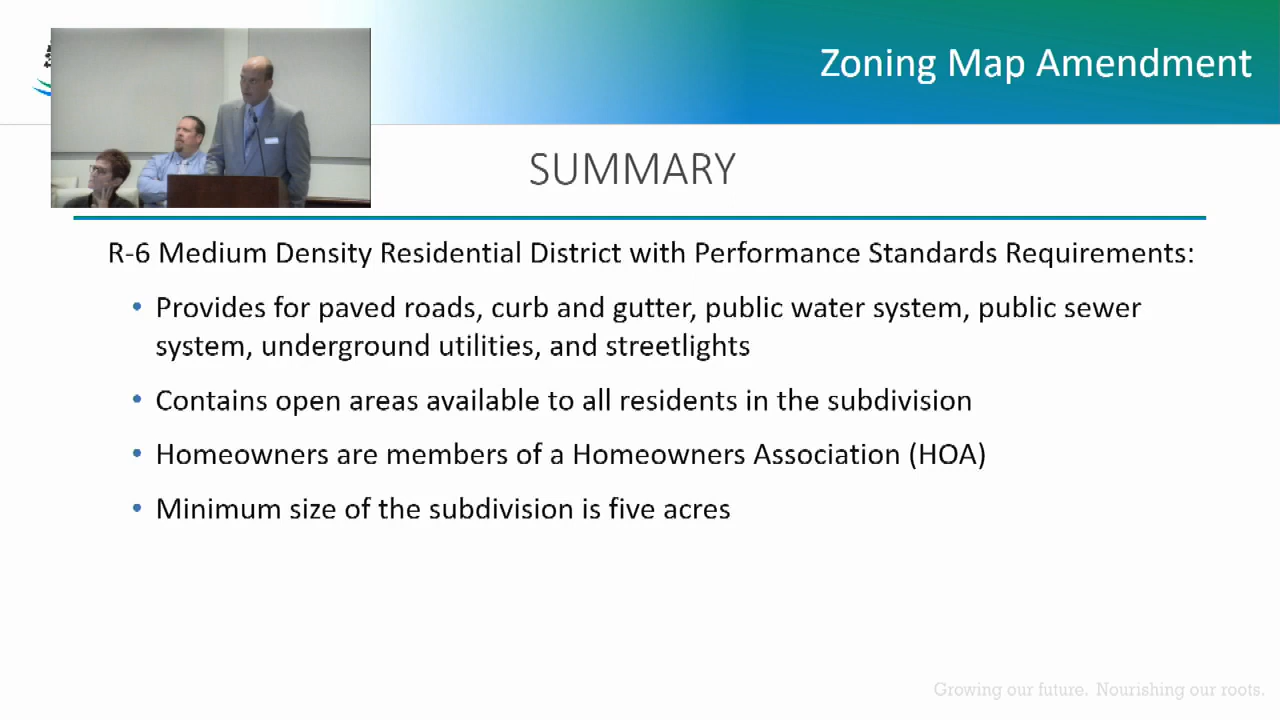 Zoning Map Amendment
SUMMARY
R-6 Medium Density Residential District with Performance Standards Requirements:
• Provides for paved roads, curb and gutter, public water system, public sewer
system, underground utilities, and streetlights
• Contains open areas available to all residents in the subdivision
• Homeowners are members of a Homeowners Association (HOA)
• Minimum size of the subdivision is five acres
Growing our future. Nourishing our roots.